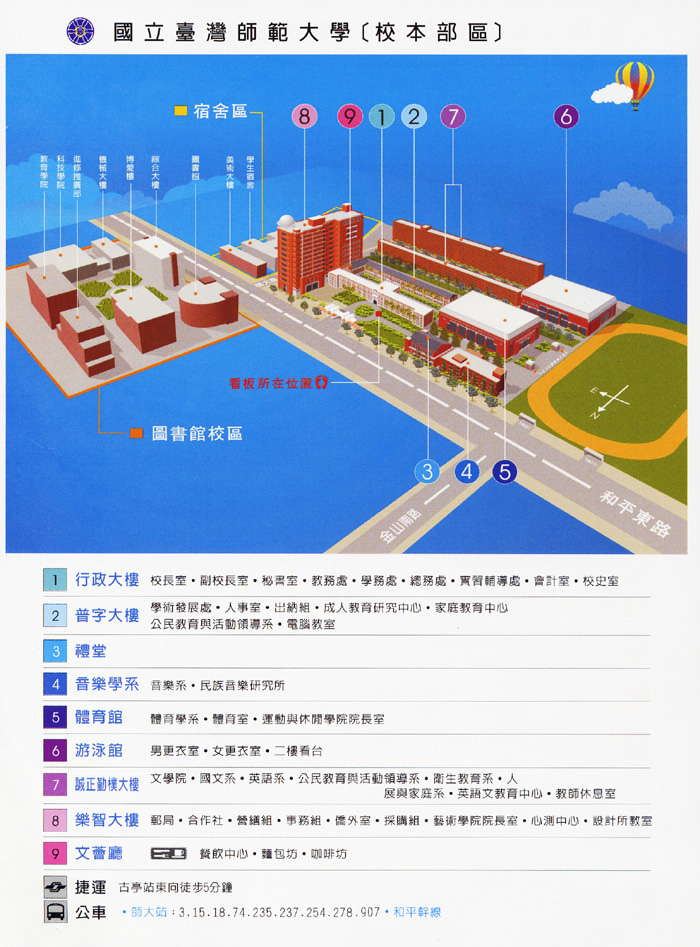 國立臺灣師範大學〔校本部區〕
宿舍區
8
9
1
2
7
6
教育學院
科技學院
進修推廣部
機械大樓
博愛樓
綜合大樓
圖書館
美術大樓
學生宿舍
看板所在位置
圖書館校區
E
N
3
4
5
金山南路
和平東路
1 行政大樓 校長室・副校長室・秘書室・教務處・學務處・總務處・實習輔導處・會計室・校史室
2 普字大樓 學術發展處・人事室・出納組・成人教育研究中心・家庭教育中心
公民教育與活動領導系・電腦教室
3 禮堂
4 音樂學系 音樂系・民族音樂研究所
5 體育館 體育學系・體育室・運動與休閒學院院長室
6 游泳館 男更衣室・女更衣室・二樓看台
7 誠正勤樸大樓 文學院・國文系・英語系・公民教育與活動領導系・衛生教育系・人
展與家庭系・英語文教育中心・教師休息室
8 樂智大樓 郵局・合作社・營繕組・事務組・僑外室・採購組・藝術學院院長室・心測中心・設計所教室
9 文薈廳 餐飲中心・麵包坊・咖啡坊
捷運 古亭站東向徒步5分鐘
公車 ・師大站：3.15.18.74.235.237.254.278.907・和平幹線